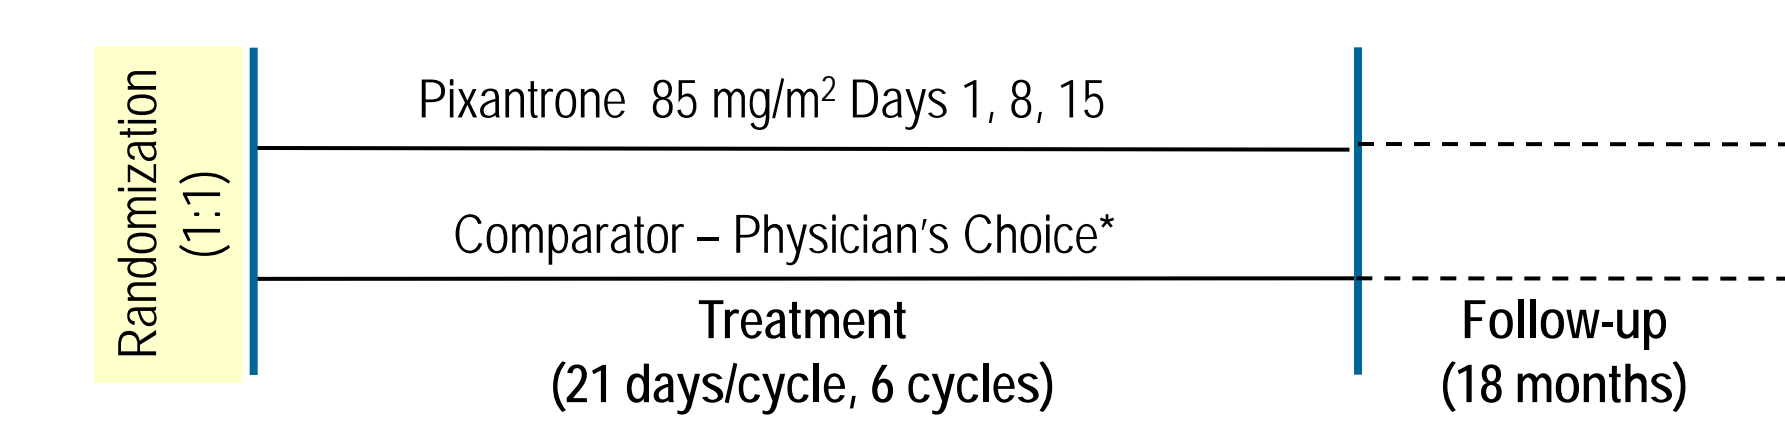 Randomization
(1:1)
Pixantrone 85 mg/m² Days 1, 8, 15
Comparator – Physician's Choice*
Treatment
(21 days/cycle, 6 cycles)
Follow-up
(18 months)